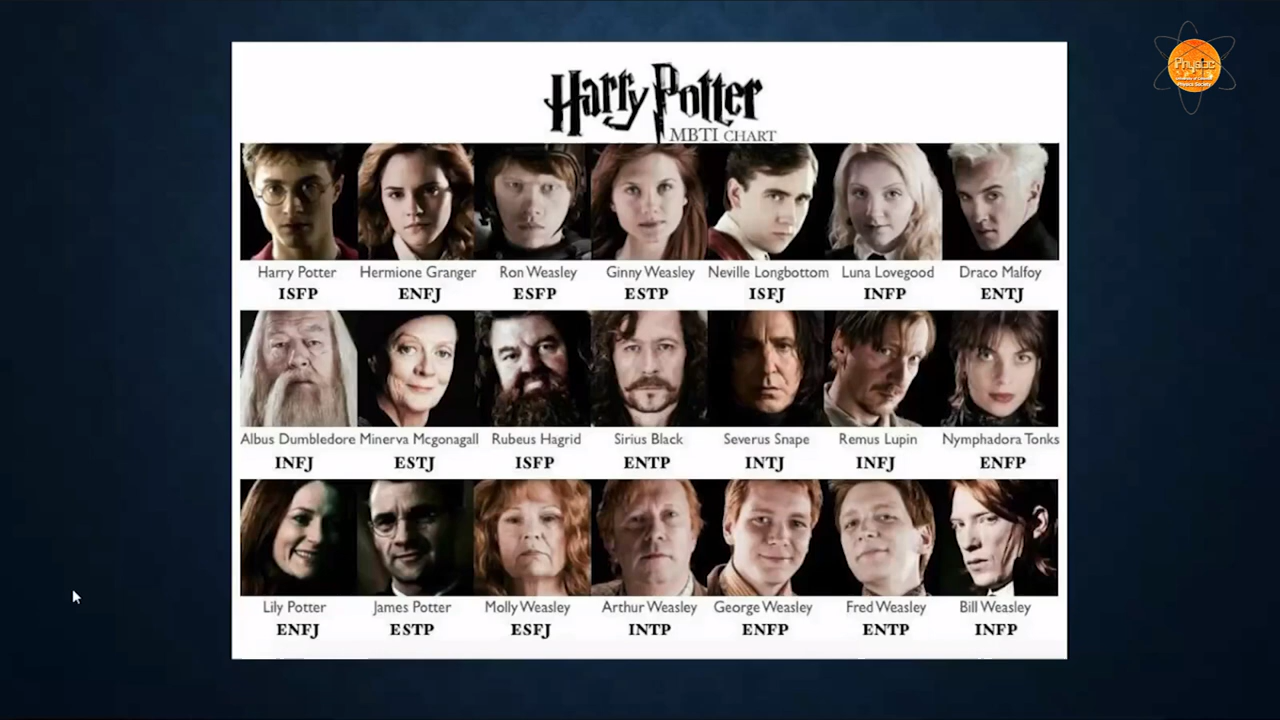 Harry Potter
MBTI CHART
Physoc
Physics Society
Harry Potter Hermione Granger Ron Weasley Ginny Weasley Neville Longbottom Luna Lovegood Draco Malfoy
ISFP ENFJ ESFP ESTP ISFJ INFP ENTJ
Albus Dumbledore Minerva Mcgonagall Rubeus Hagrid Sirius Black Severus Snape Remus Lupin Nymphadora Tonks
INFJ ESTJ ISFP ENTP INTJ INFJ ENFP
Lily Potter James Potter Molly Weasley Arthur Weasley George Weasley Fred Weasley Bill Weasley
ENFJ ESTP ESFJ INTP ENFP ENTP INFP